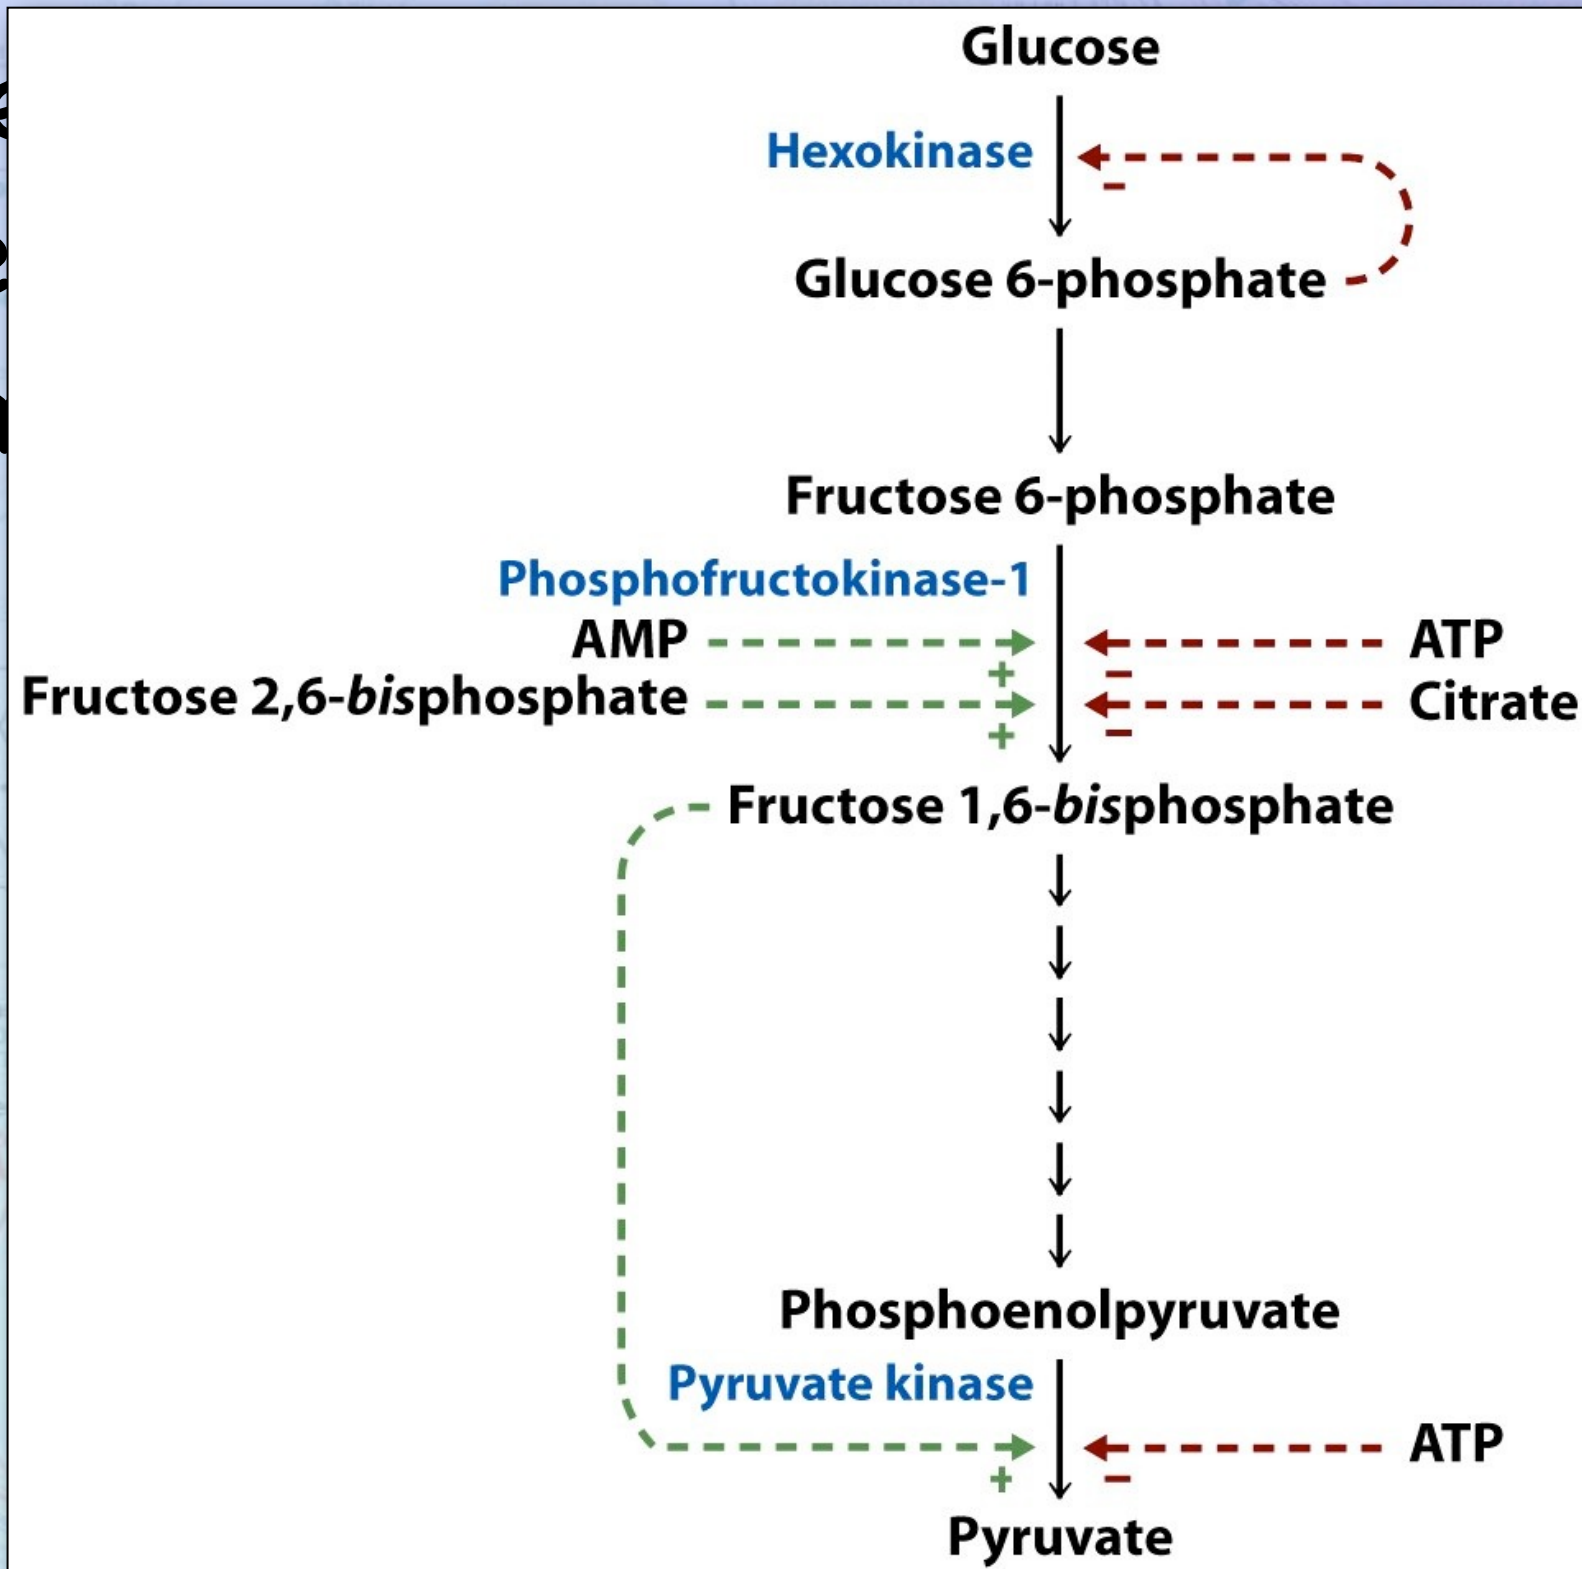 Glucose
Hexokinase
-
Glucose 6-phosphate
Fructose 6-phosphate
Phosphofructokinase-1
AMP ATP
+ -
Fructose 2,6-bisphosphate Citrate
+ -
Fructose 1,6-bisphosphate
Phosphoenolpyruvate
Pyruvate kinase
ATP
+ -
Pyruvate